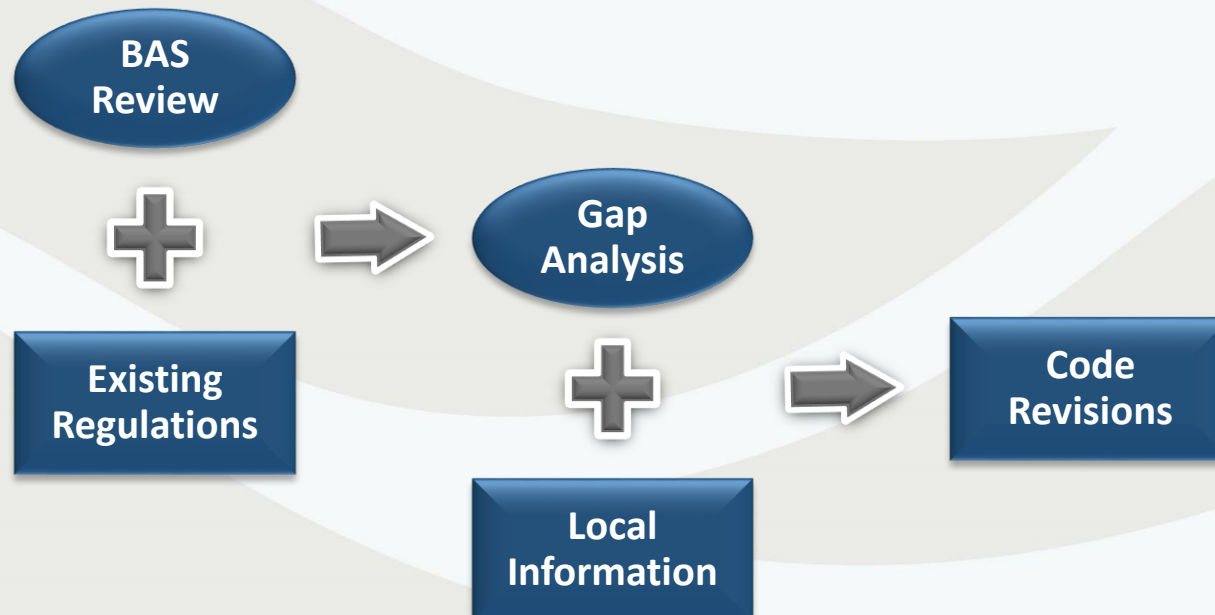 BAS
Review
Gap
Analysis
Existing
Regulations
Code
Revisions
Local
Information